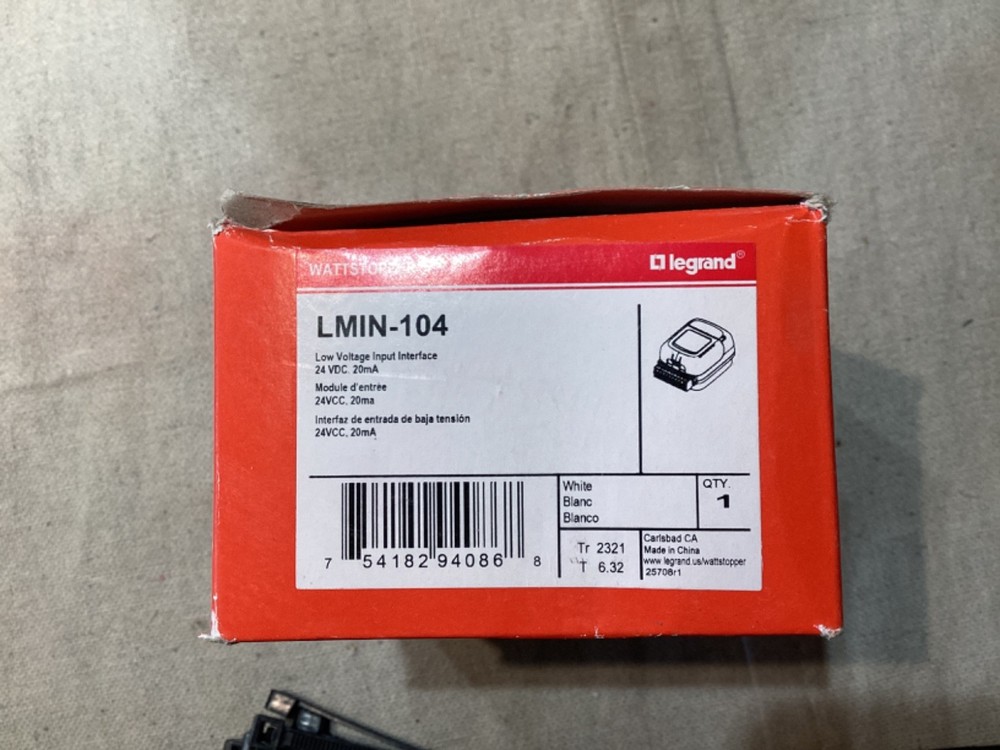 WATTSTOPPER
legrand®
LMIN-104
Low Voltage Input Interface
24 VDC. 20mA
Module d'entrée
24VCC, 20ma
Interfaz de entrada de baja tensión
24VCC, 20mA
White
Blanc
Blanco
QTY.
1
7 54182 94086 8
Tr 2321
T 6.32
Carlsbad CA
Made in China
www.legrand.us/wattstopper
25708r1